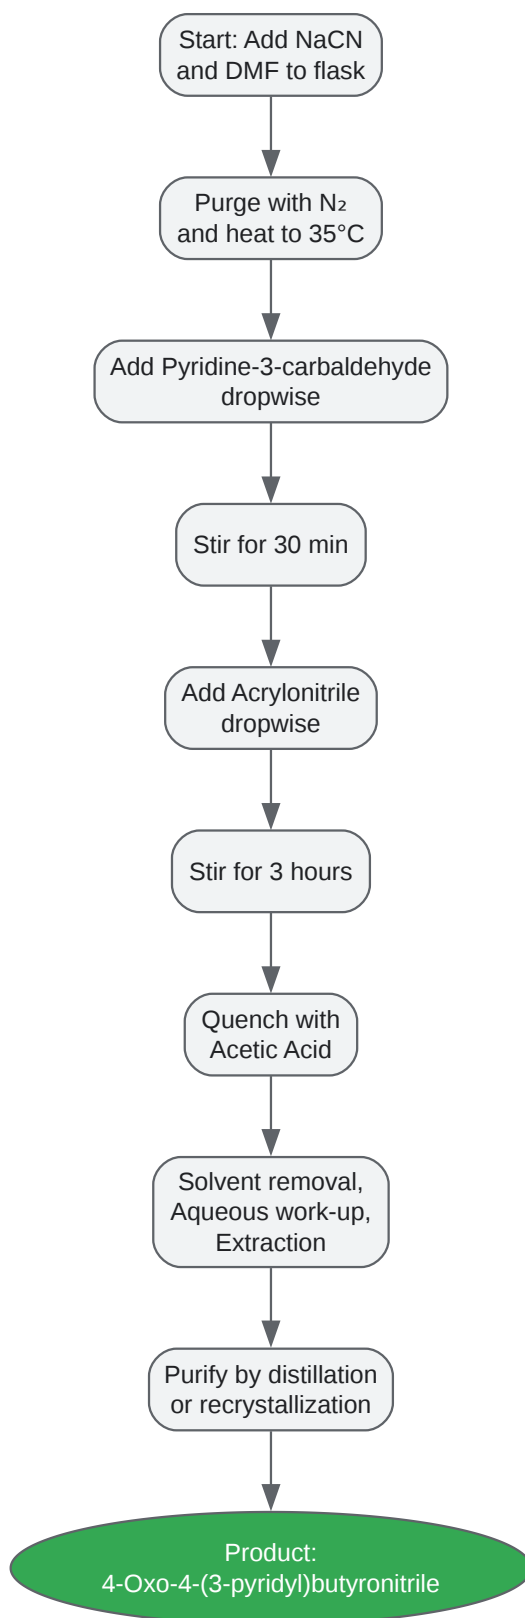 Start: Add NaCN
and DMF to flask
Purge with N₂
and heat to 35°C
Add Pyridine-3-carbaldehyde
dropwise
Stir for 30 min
Add Acrylonitrile
dropwise
Stir for 3 hours
Quench with
Acetic Acid
Solvent removal,
Aqueous work-up,
Extraction
Purify by distillation
or recrystallization
Product:
4-Oxo-4-(3-pyridyl)butyronitrile